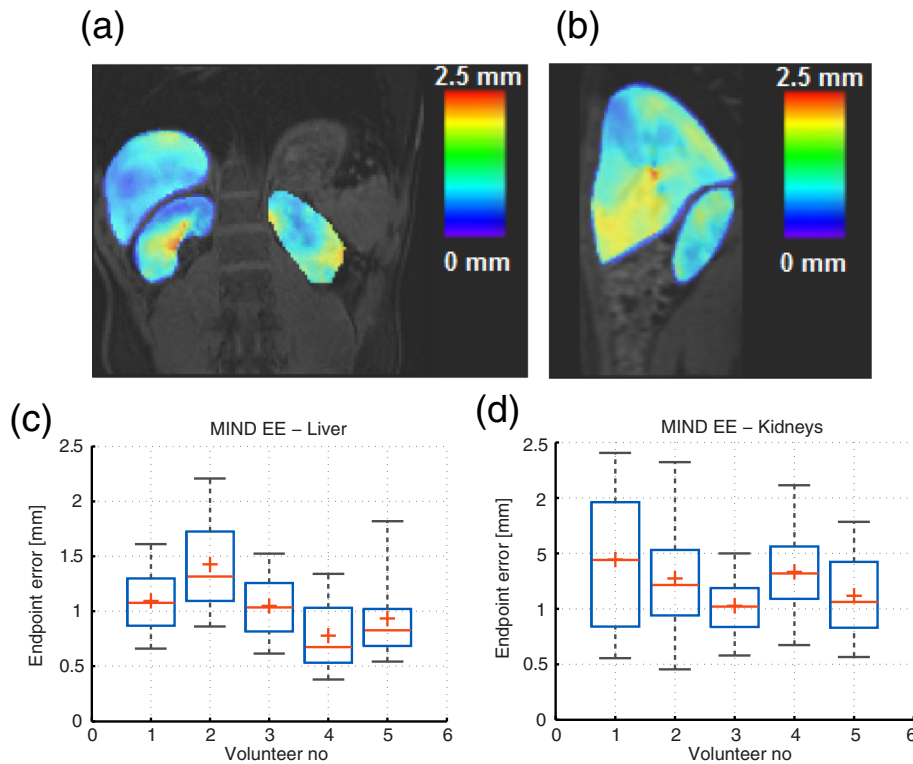 (a)
(b)
2.5 mm
0 mm
2.5 mm
0 mm
(c)
MIND EE – Liver
Endpoint error [mm]
2.5
2
1.5
1
0.5
0
0 1 2 3 4 5 6
Volunteer no
(d)
MIND EE – Kidneys
Endpoint error [mm]
2.5
2
5
1
0.5
0
0 1 2 3 4 5 6
Volunteer no